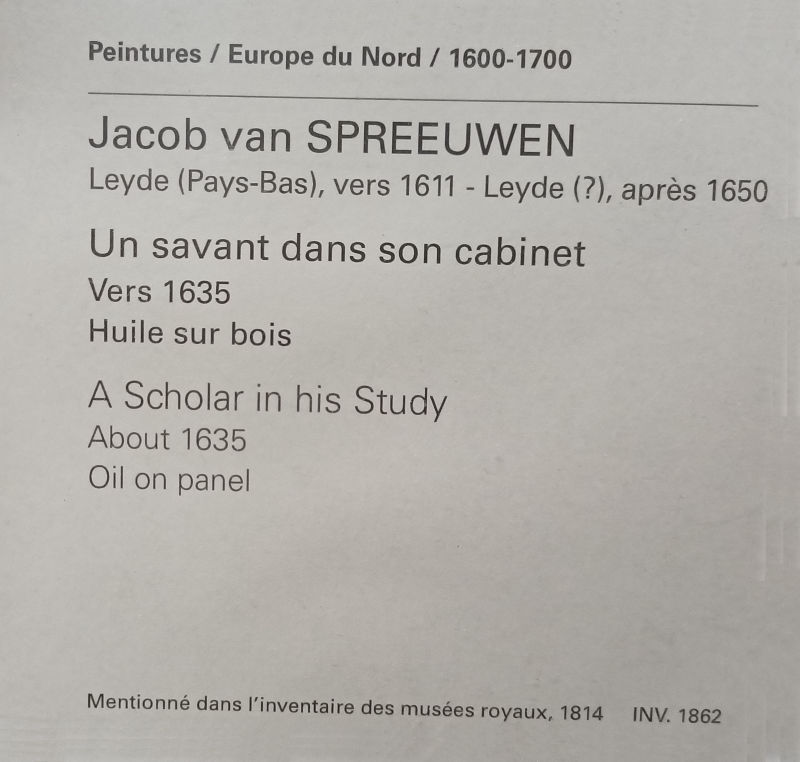 Peintures / Europe du Nord / 1600-1700
Jacob van SPREEUWEN
Leyde (Pays-Bas), vers 1611 - Leyde (?), après 1650
Un savant dans son cabinet
Vers 1635
Huile sur bois
A Scholar in his Study
About 1635
Oil on panel
Mentionné dans l'inventaire des musées royaux, 1814 INV. 1862